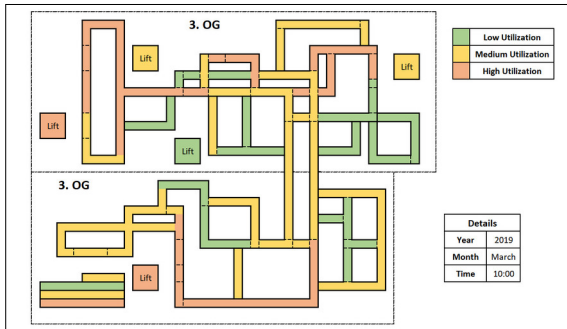 3. OG
Lift
Lift
Lift
Lift
Low Utilization
Medium Utilization
High Utilization
3. OG
Lift
Details
Year 2019
Month March
Time 10:00